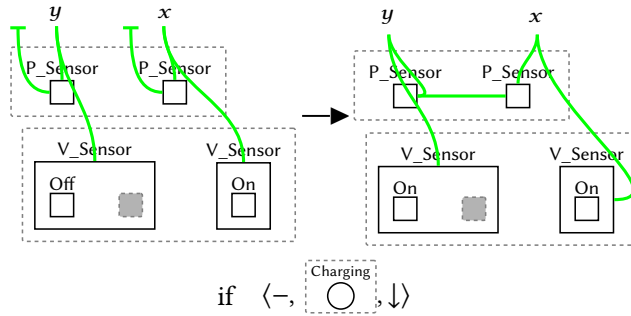 y x y x
P_Sensor P_Sensor P_Sensor P_Sensor
V_Sensor V_Sensor V_Sensor V_Sensor
Off On On On
Charging
if ⟨−, , ↓⟩